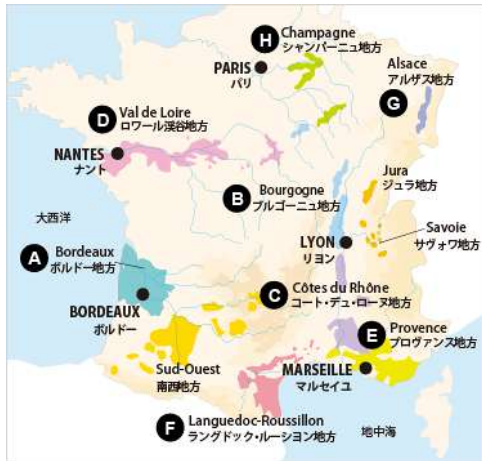 H
Champagne
シャンパーニュ地方
PARIS
パリ
Alsace
アルザス地方
G
D
Val de Loire
ロワール渓谷地方
NANTES
ナント
Jura
ジュラ地方
B
Bourgogne
ブルゴーニュ地方
大西洋
Savoie
サヴォワ地方
LYON
リヨン
A
Bordeaux
ボルドー地方
C
Côtes du Rhône
コート・デュ・ローヌ地方
BORDEAUX
ボルドー
E
Provence
プロヴァンス地方
Sud-Ouest
南西地方
MARSEILLE
マルセイユ
F
Languedoc-Roussillon
ラングドック・ルーション地方
地中海